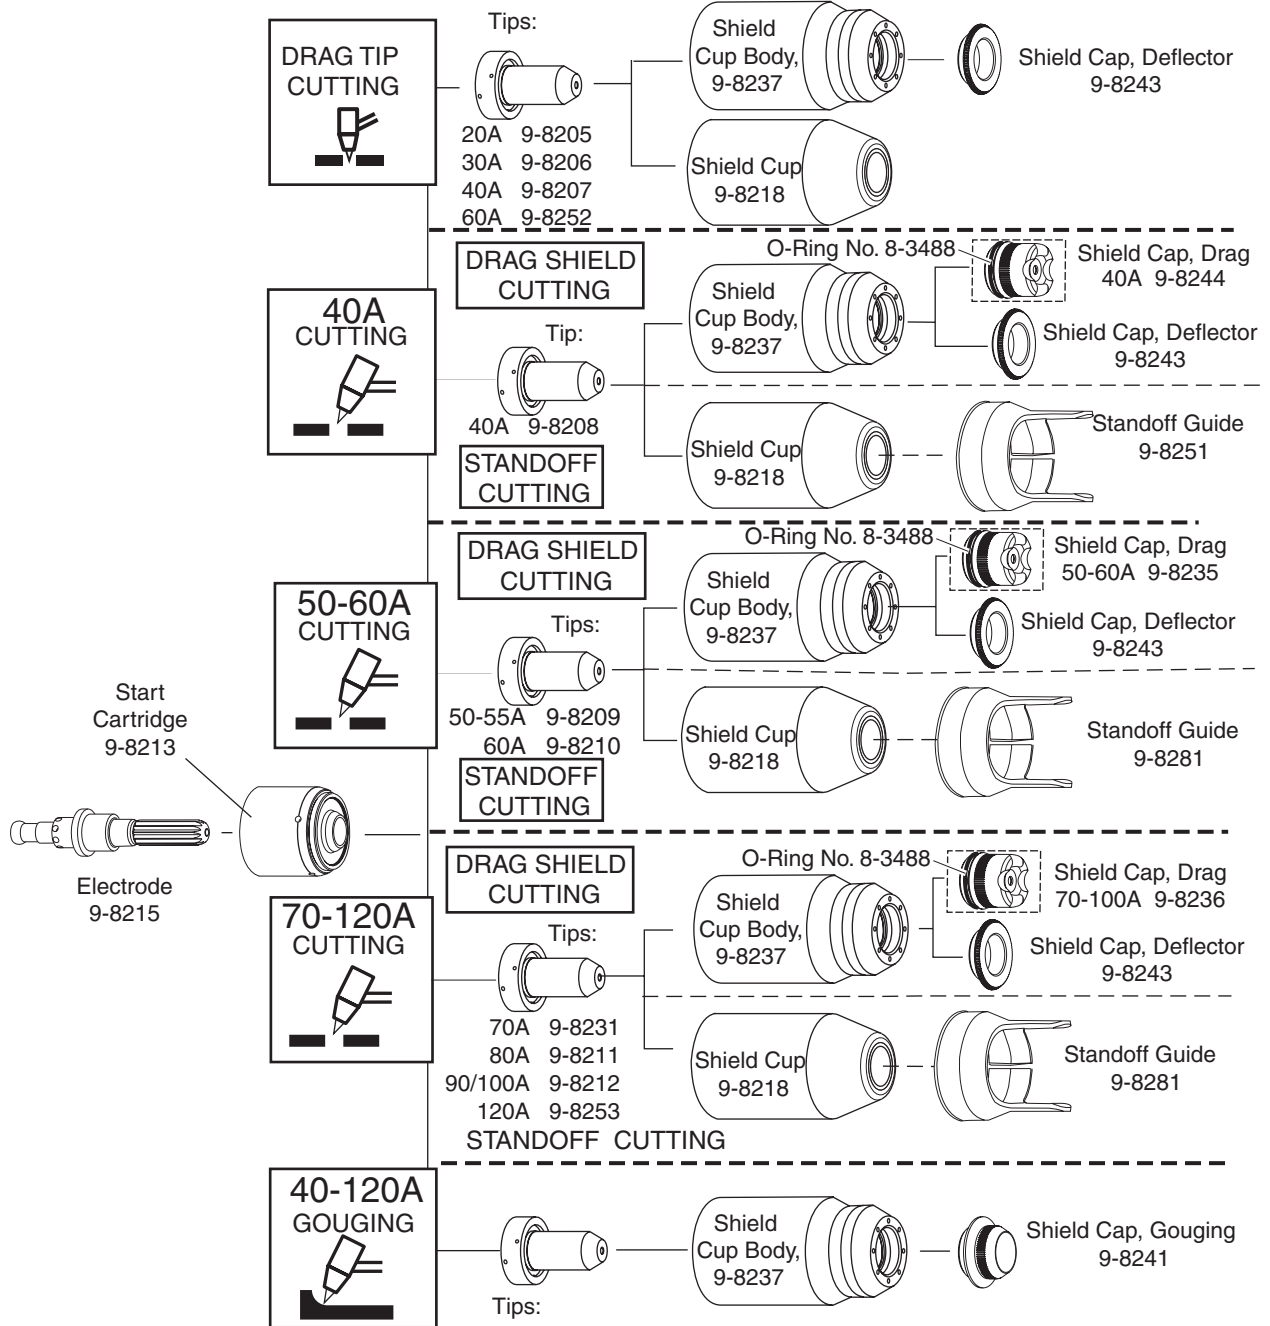 DRAG TIP
CUTTING
Tips:
20A 9-8205
30A 9-8206
40A 9-8207
60A 9-8252
Shield
Cup Body,
9-8237
Shield Cap, Deflector
9-8243
Shield Cup
9-8218
40A
CUTTING
DRAG SHIELD
CUTTING
Tip:
40A 9-8208
STANDOFF
CUTTING
Shield
Cup Body,
9-8237
O-Ring No. 8-3488
Shield Cap, Drag
40A 9-8244
Shield Cap, Deflector
9-8243
Shield Cup
9-8218
Standoff Guide
9-8251
50-60A
CUTTING
DRAG SHIELD
CUTTING
Tips:
50-55A 9-8209
60A 9-8210
STANDOFF
CUTTING
Shield
Cup Body,
9-8237
O-Ring No. 8-3488
Shield Cap, Drag
50-60A 9-8235
Shield Cap, Deflector
9-8243
Shield Cup
9-8218
Standoff Guide
9-8281
Start
Cartridge
9-8213
Electrode
9-8215
70-120A
CUTTING
DRAG SHIELD
CUTTING
Tips:
70A 9-8231
80A 9-8211
90/100A 9-8212
120A 9-8253
STANDOFF CUTTING
Shield
Cup Body,
9-8237
O-Ring No. 8-3488
Shield Cap, Drag
70-100A 9-8236
Shield Cap, Deflector
9-8243
Shield Cup
9-8218
Standoff Guide
9-8281
40-120A
GOUGING
Tips:
Shield
Cup Body,
9-8237
Shield Cap, Gouging
9-8241